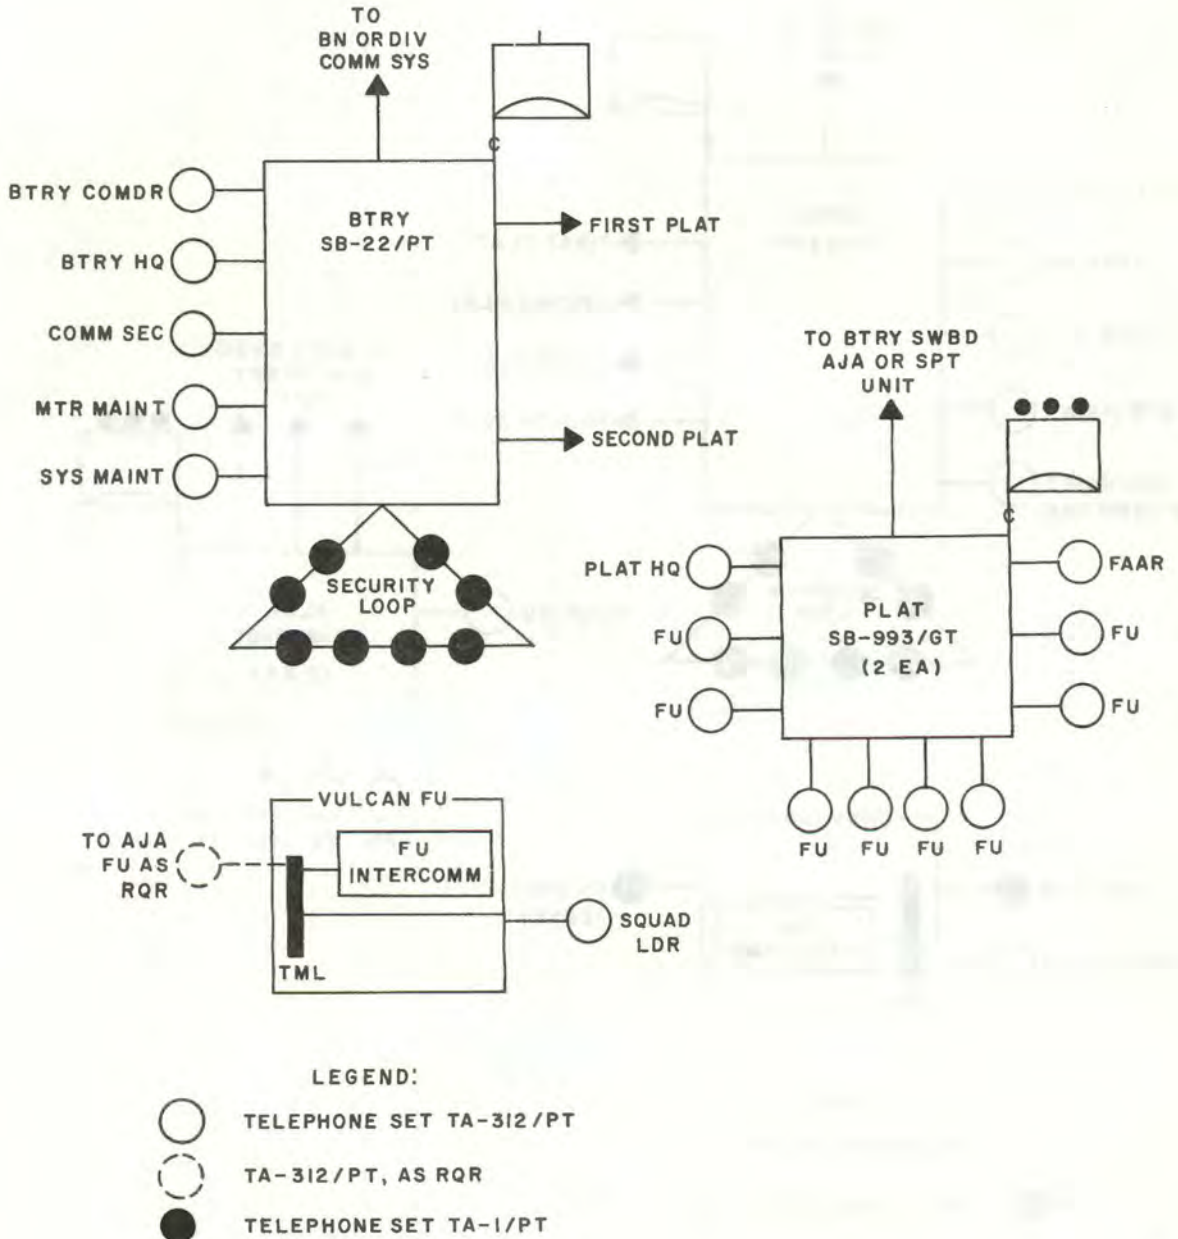 TO
BN OR DIV
COMM SYS
C
BTRY COMDR
BTRY HQ
COMM SEC
MTR MAINT
SYS MAINT
BTRY
SB-22/PT
FIRST PLAT
SECOND PLAT
SECURITY
LOOP
TO BTRY SWBD
AJA OR SPT
UNIT
C
PLAT HQ
FU
FU
PLAT
SB-993/GT
(2 EA)
FAAR
FU
FU
FU
FU
FU
FU
VULCAN FU
TO AJA
FU AS
RQR
FU
INTERCOMM
TML
SQUAD
LDR
LEGEND:
TELEPHONE SET TA-312/PT
TA-312/PT, AS RQR
TELEPHONE SET TA-1/PT